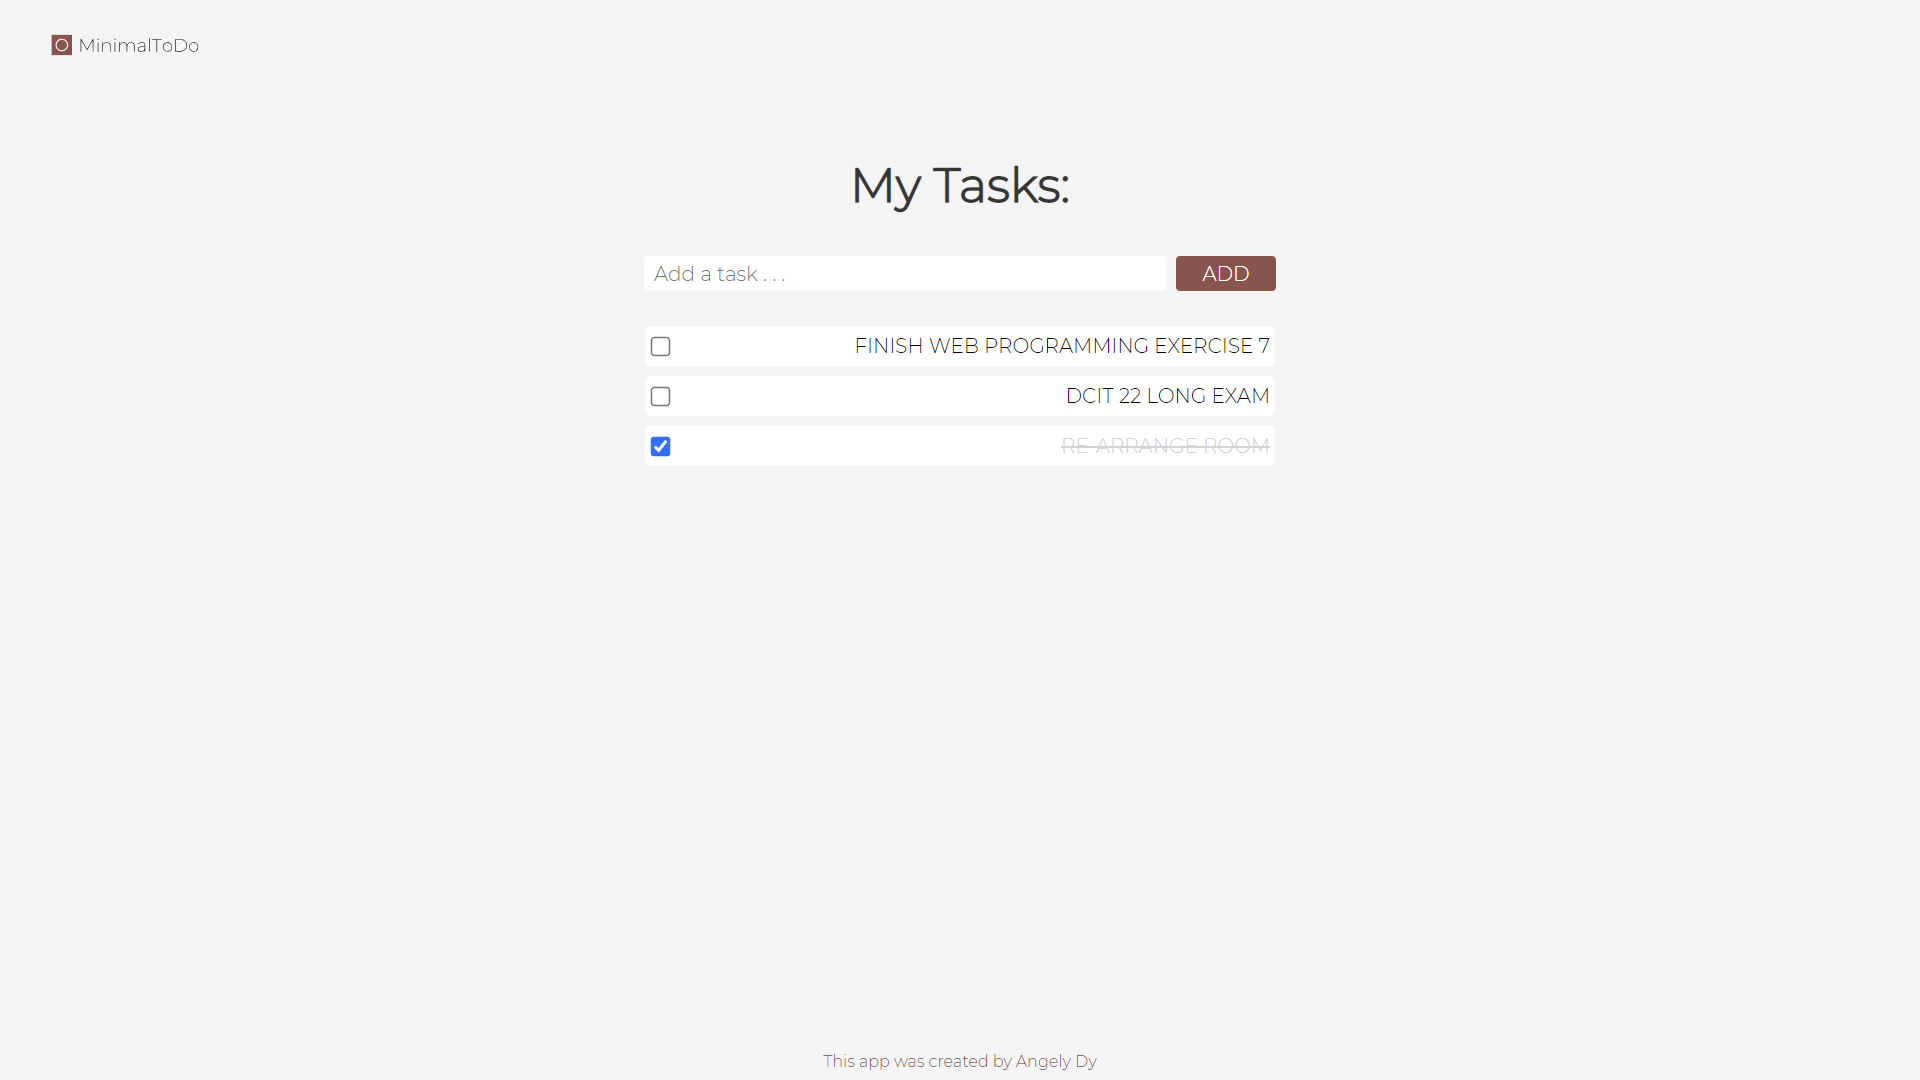 MinimalToDo
My Tasks:
Add a task . . .
ADD
FINISH WEB PROGRAMMING EXERCISE 7
DCIT 22 LONG EXAM
RE-ARRANGE ROOM
This app was created by Angely Dy